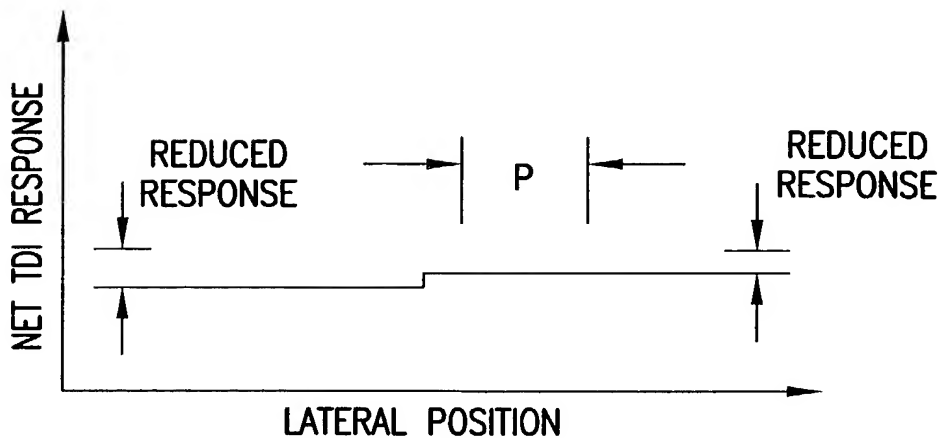 NET TDI RESPONSE
REDUCED
RESPONSE
P
REDUCED
RESPONSE
LATERAL POSITION